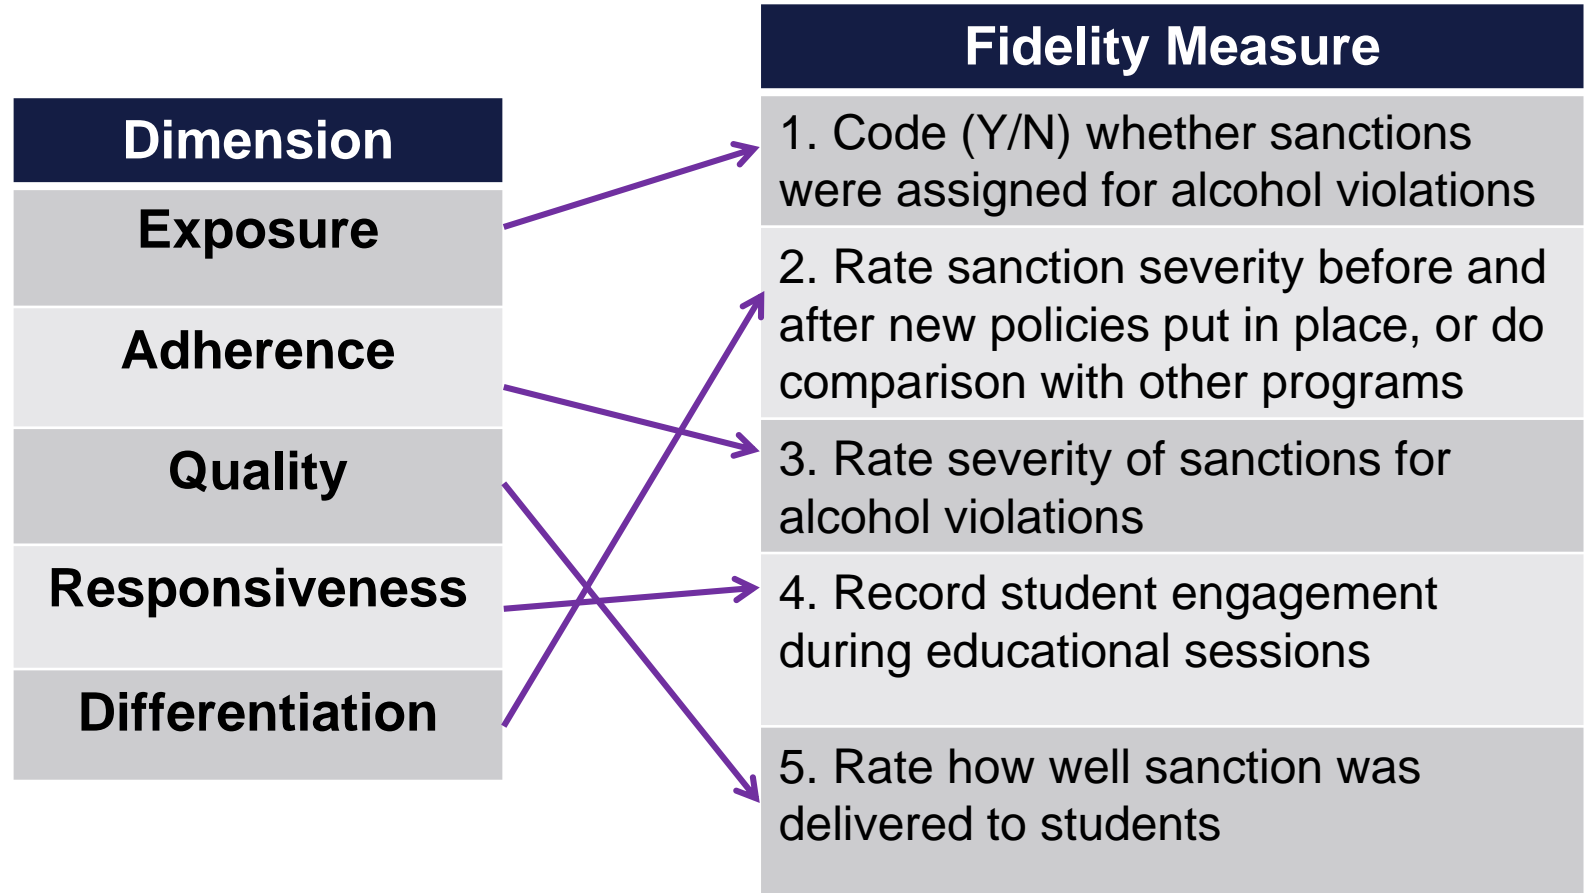 Dimension
Exposure
Adherence
Quality
Responsiveness
Differentiation
Fidelity Measure
1. Code (Y/N) whether sanctions
were assigned for alcohol violations
2. Rate sanction severity before and
after new policies put in place, or do
comparison with other programs
3. Rate severity of sanctions for
alcohol violations
4. Record student engagement
during educational sessions
5. Rate how well sanction was
delivered to students